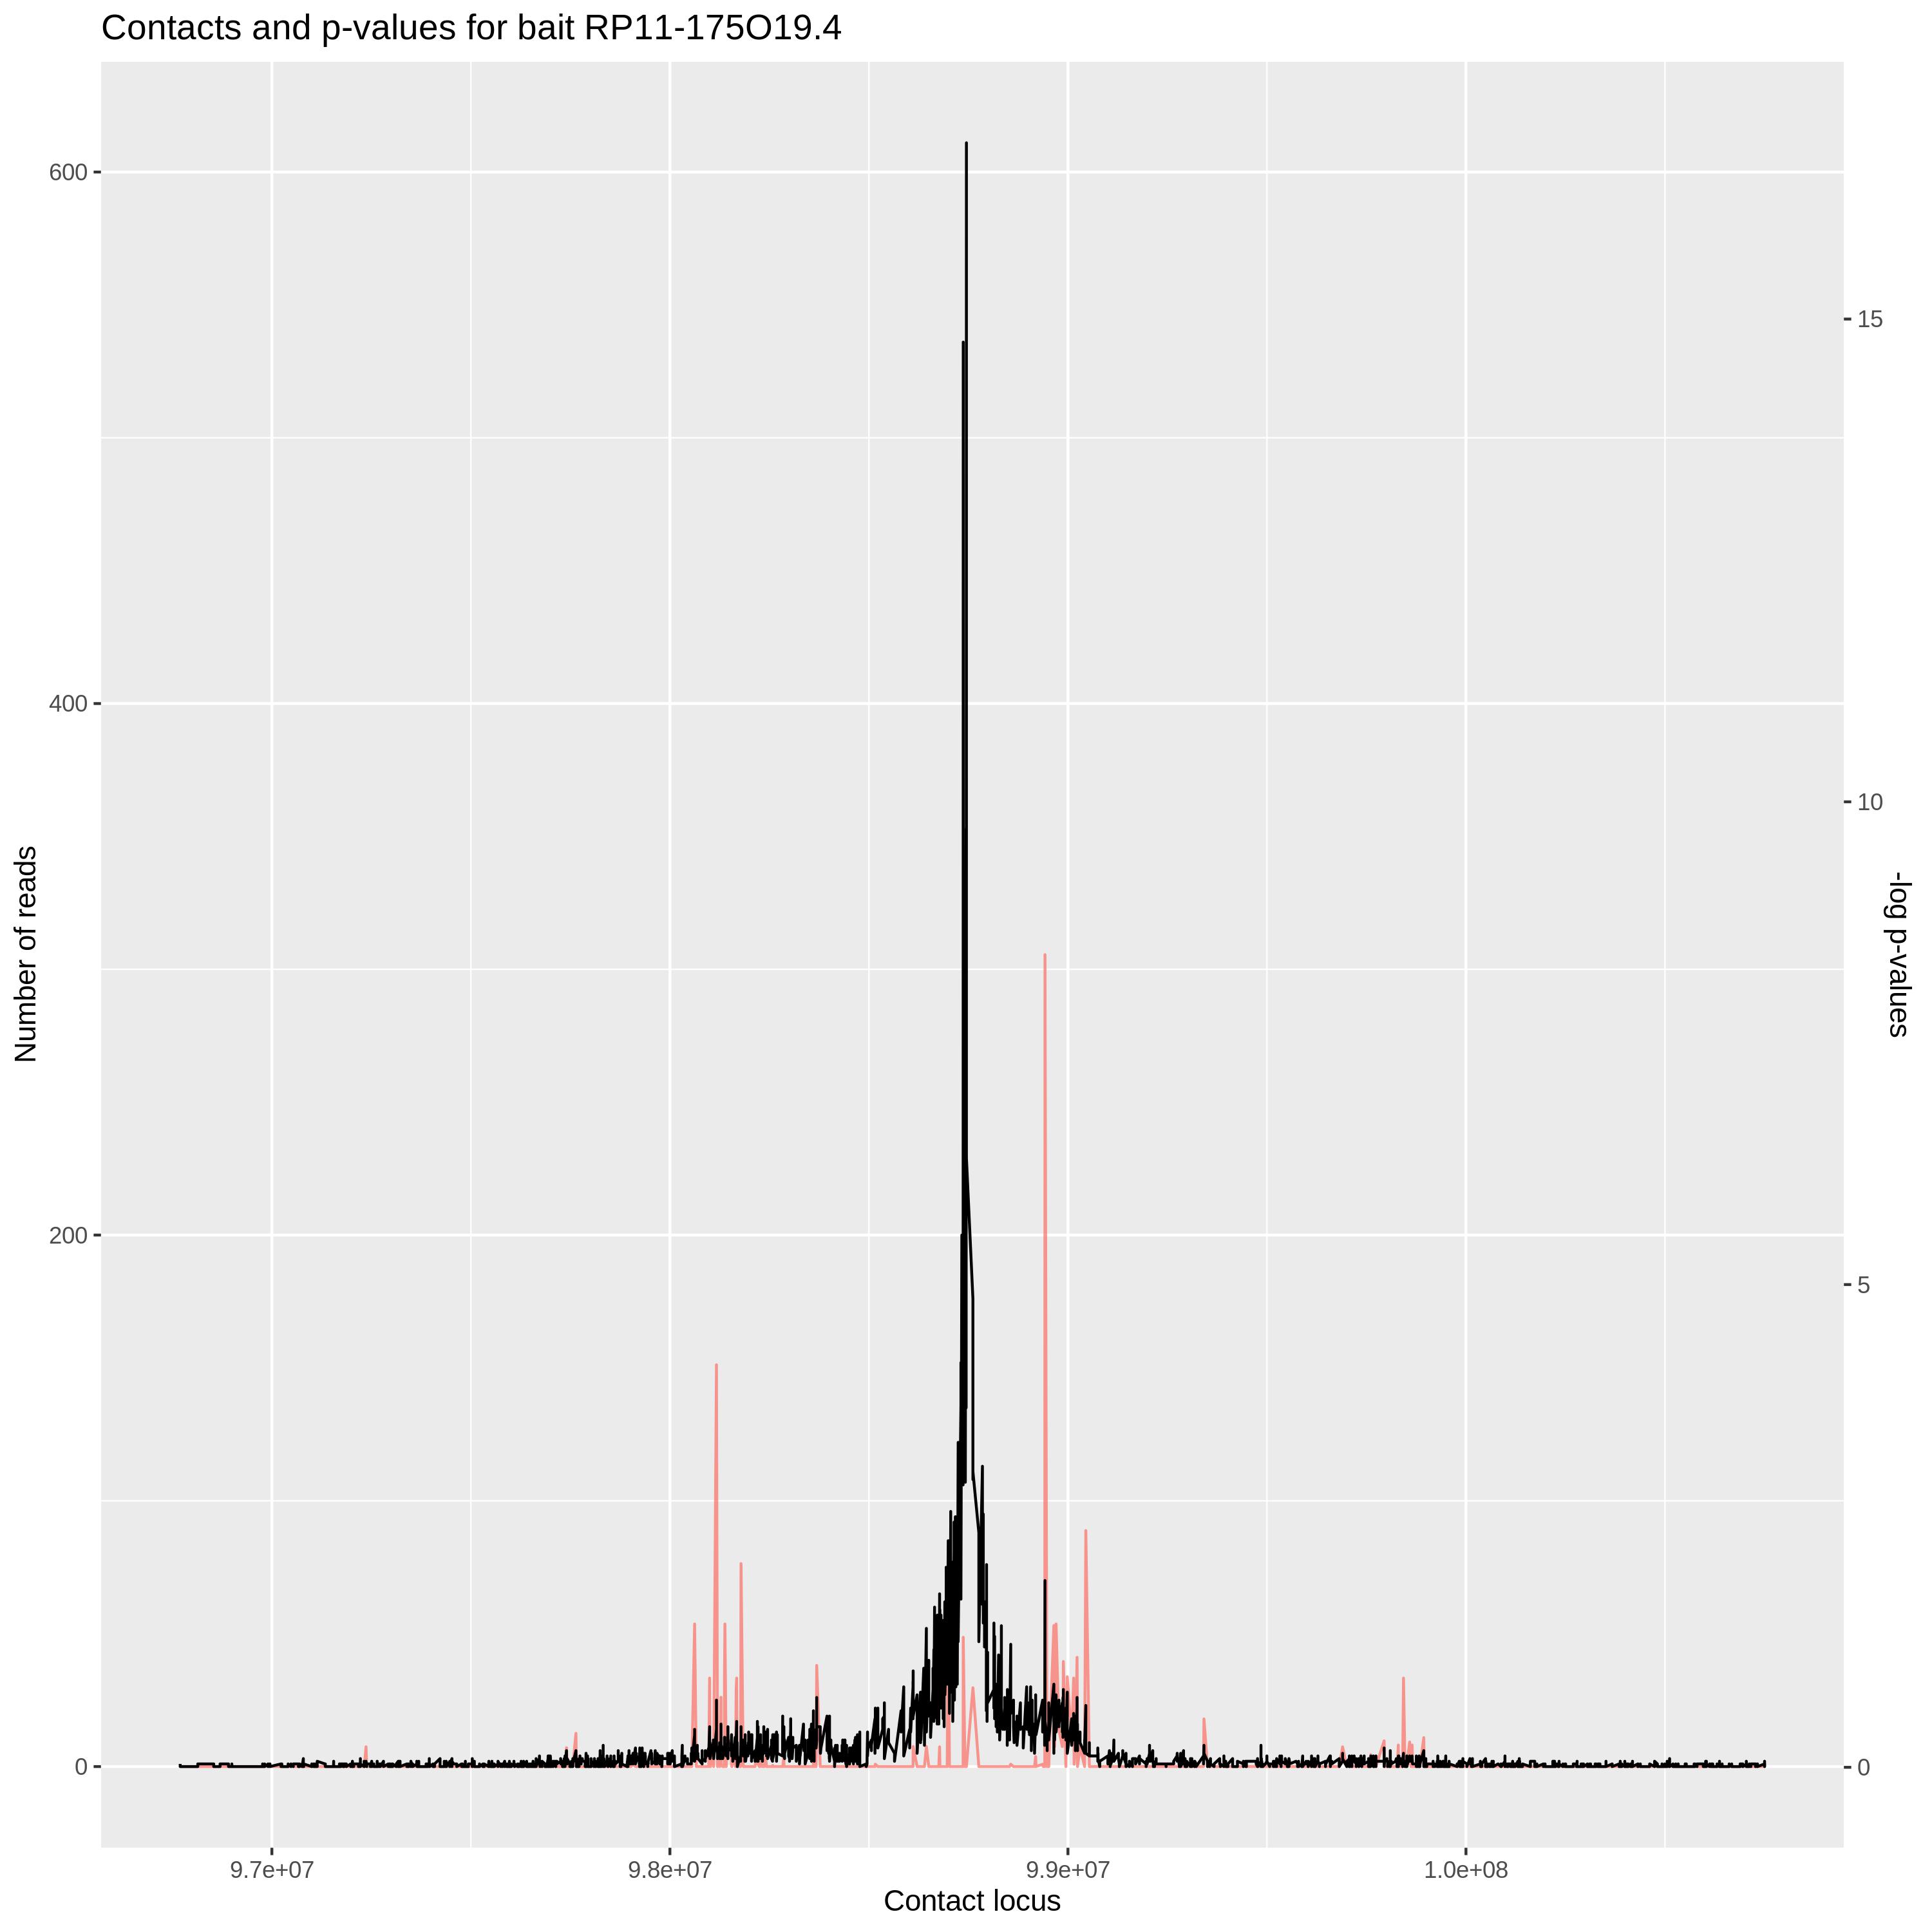 Contacts and p-values for bait RP11-175O19.4
600
400
200
0
Number of reads
15
10
5
0
-log p-values
9.7e+07
9.8e+07
9.9e+07
1.0e+08
Contact locus